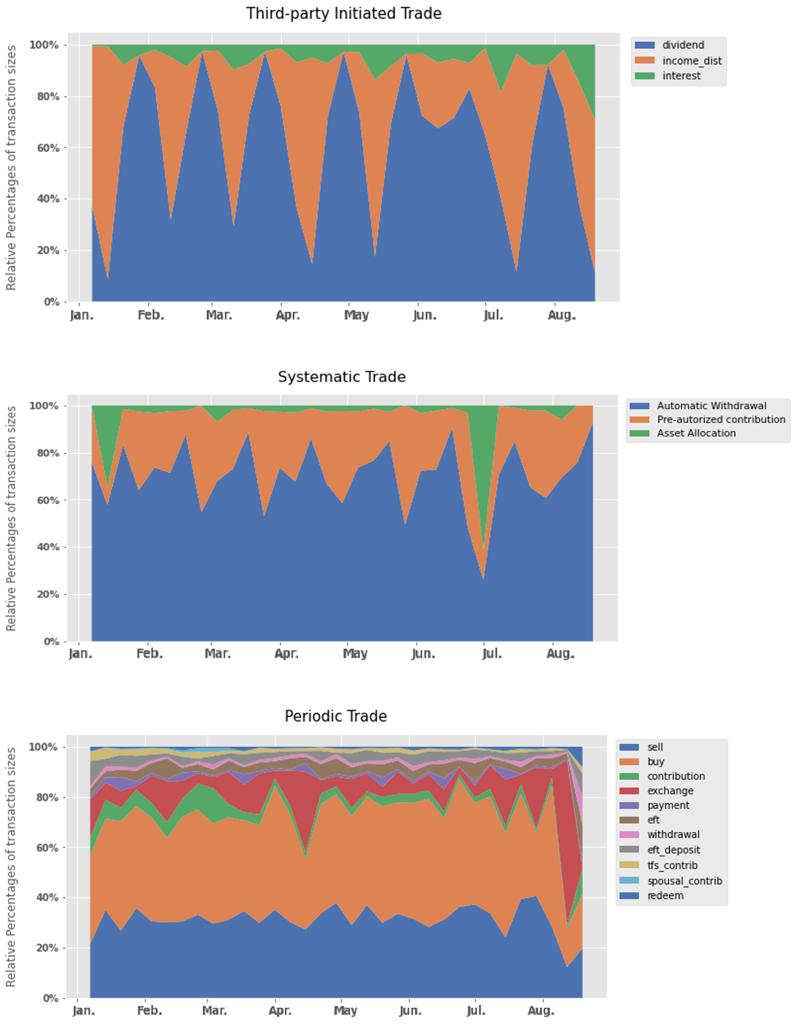 Third-party Initiated Trade
Relative Percentages of transaction sizes
100%
80%
60%
40%
20%
0%
Jan. Feb. Mar. Apr. May Jun. Jul. Aug.
dividend
income_dist
interest
Systematic Trade
Relative Percentages of transaction sizes
100%
80%
60%
40%
20%
0%
Jan. Feb. Mar. Apr. May Jun. Jul. Aug.
Automatic Withdrawal
Pre-autorized contribution
Asset Allocation
Periodic Trade
Relative Percentages of transaction sizes
100%
80%
60%
40%
20%
0%
Jan. Feb. Mar. Apr. May Jun. Jul. Aug.
sell
buy
contribution
exchange
payment
eft
withdrawal
eft_deposit
tfs_contrib
spousal_contrib
redeem